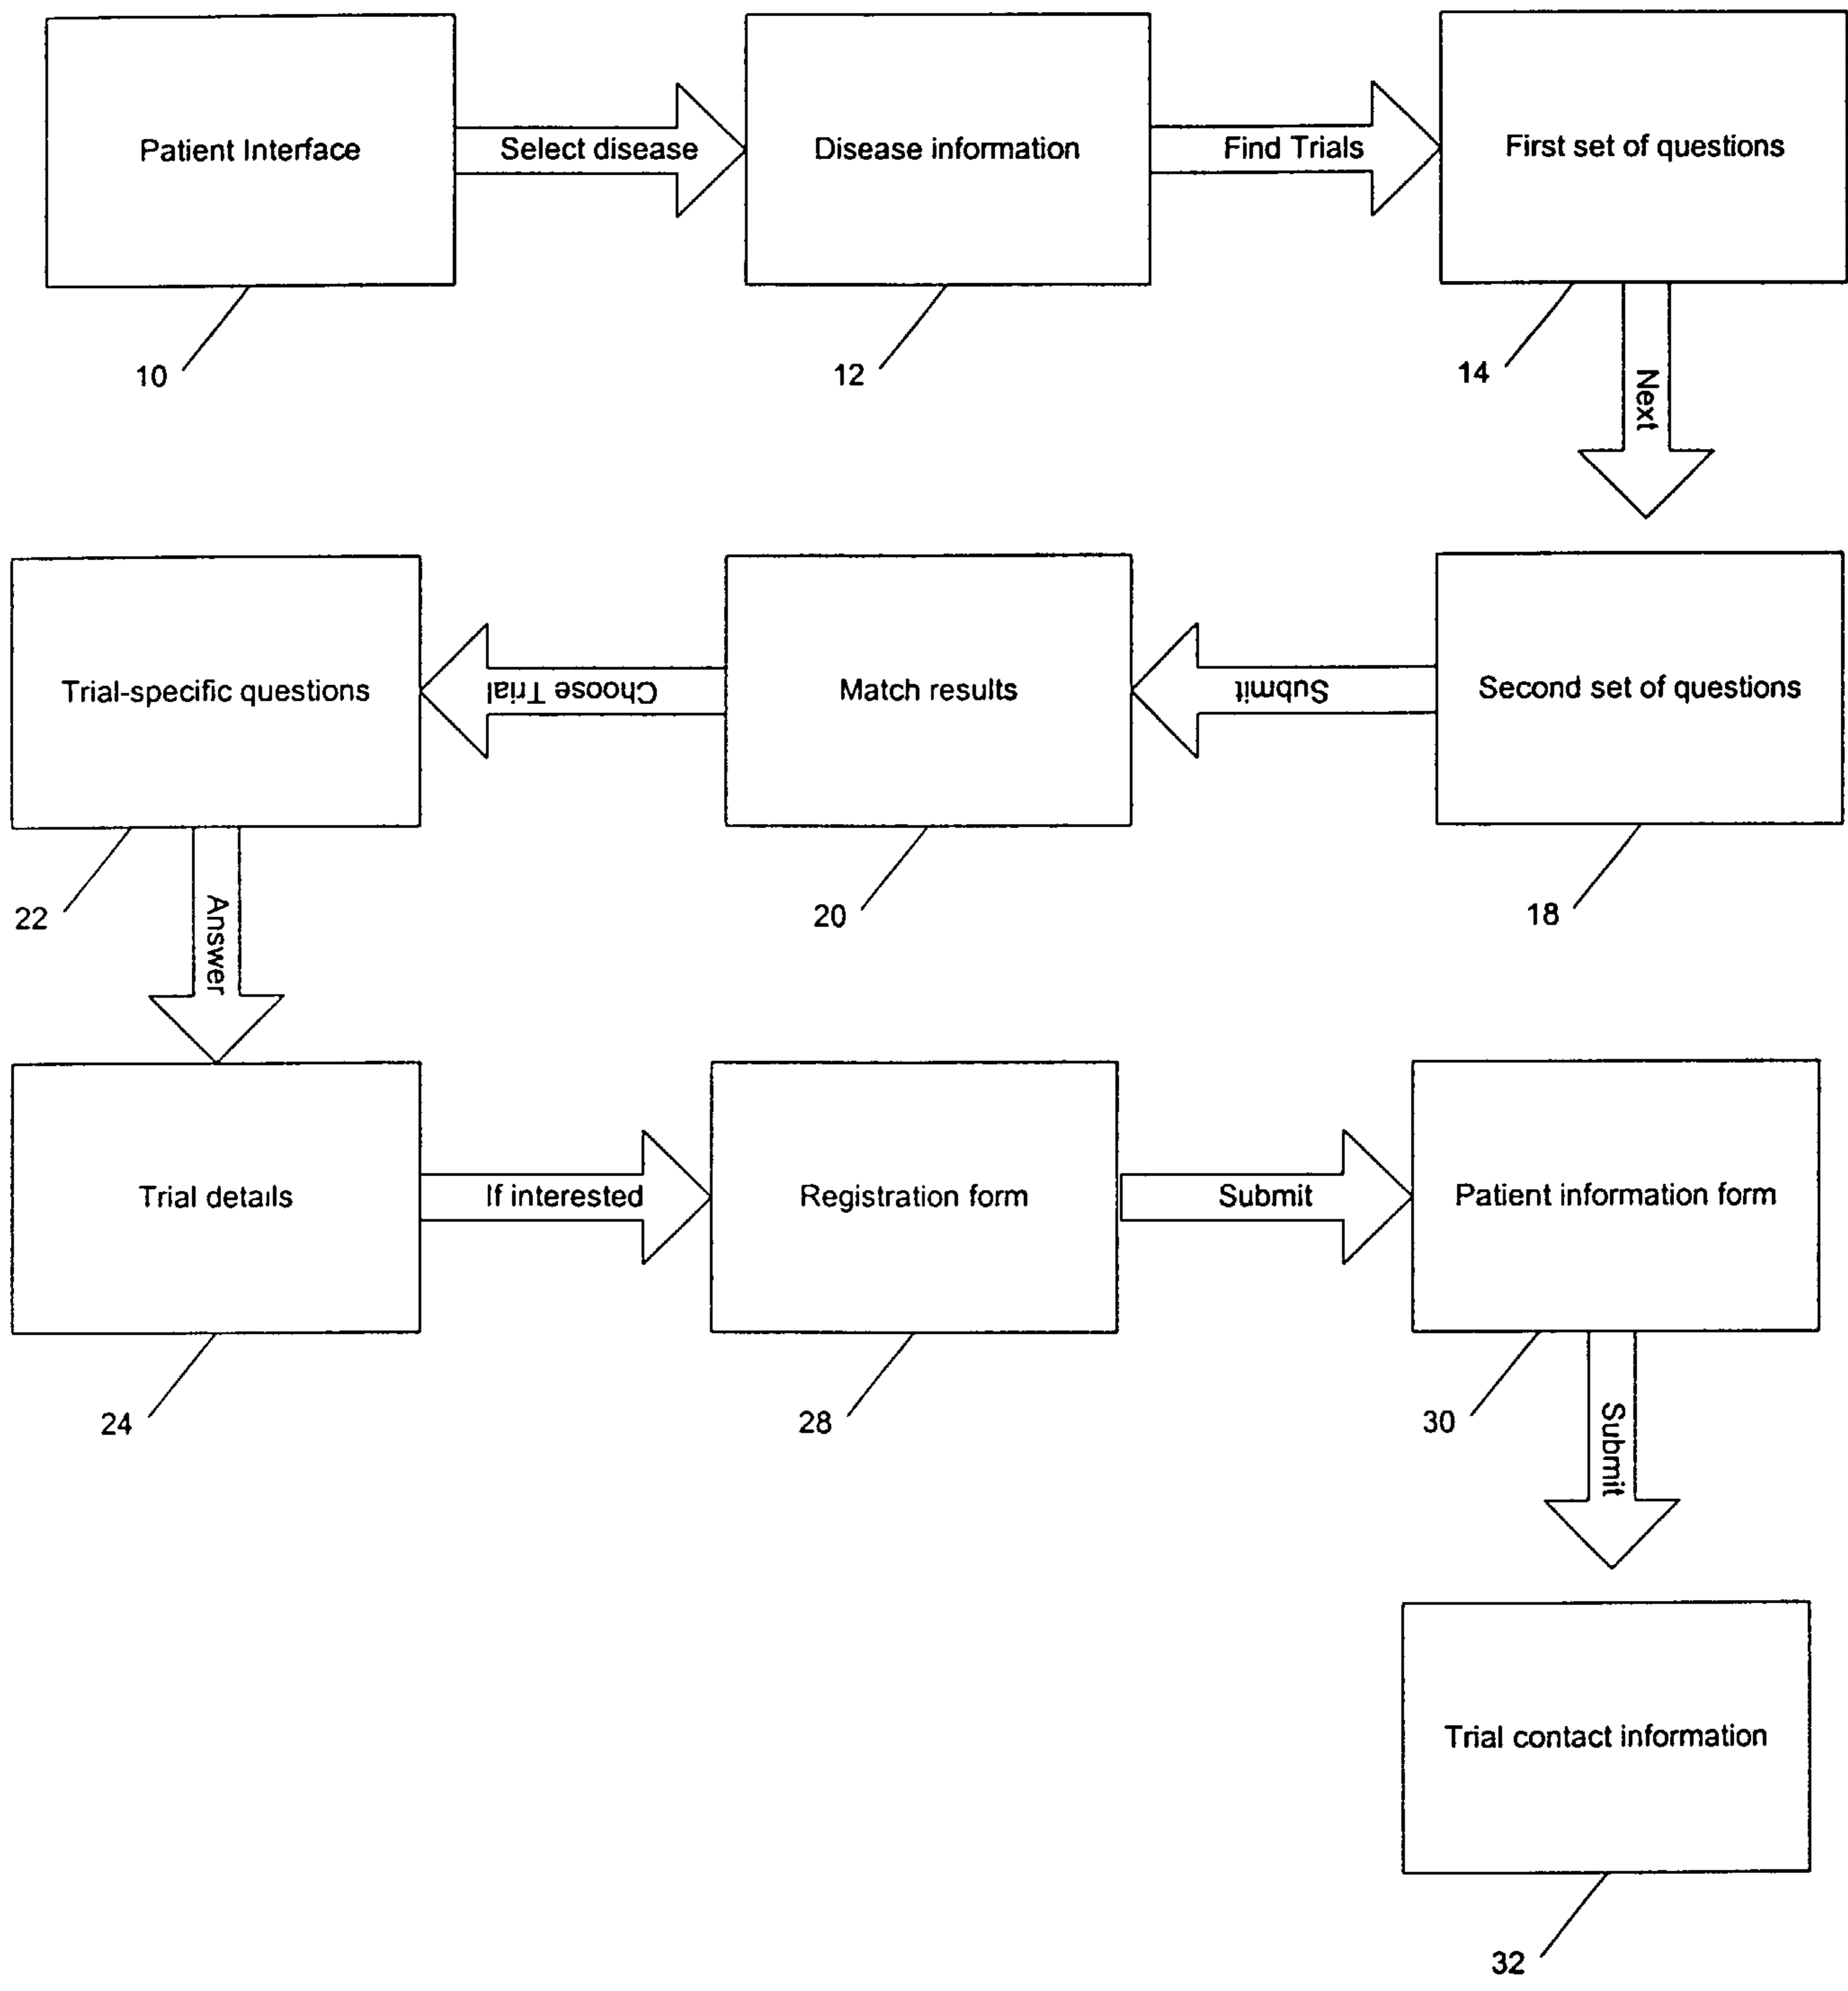 Patient Interface
Select disease
Disease information
Find Trials
First set of questions
10
12
14
Next
Trial-specific questions
Choose Trial
Match results
Submit
Second set of questions
22
20
18
Answer
Trial details
If interested
Registration form
Submit
Patient information form
24
28
30
Submit
Trial contact information
32